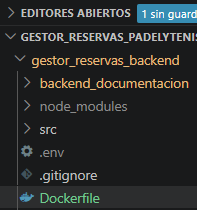 EDITORES ABIERTOS 1 sin guard
GESTOR_RESERVAS_PADELYTENIS
gestor_reservas_backend
backend_documentacion
node_modules
src
.env
.gitignore
Dockerfile